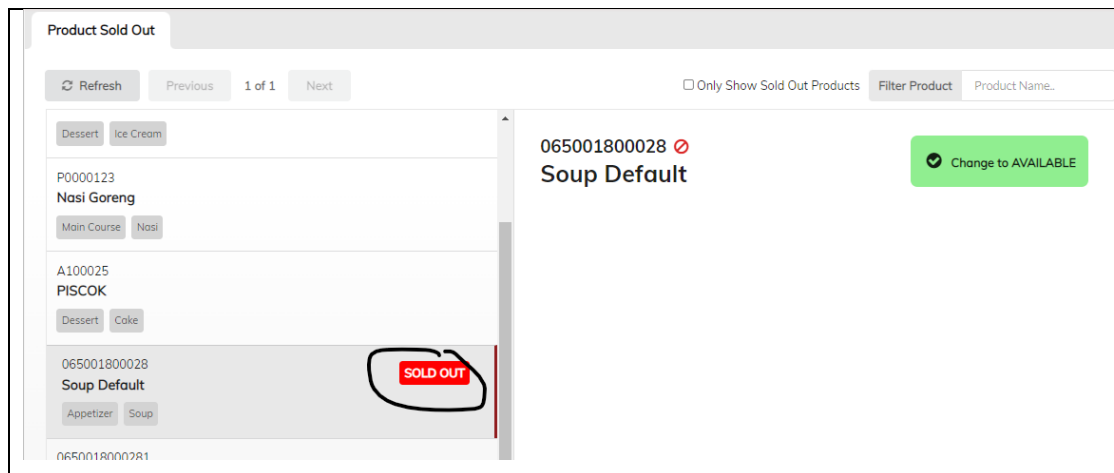 Product Sold Out
Refresh Previous 1 of 1 Next Only Show Sold Out Products Filter Product Product Name..
Dessert Ice Cream
P0000123
Nasi Goreng
Main Course Nasi
A100025
PISCOK
Dessert Cake
065001800028
Soup Default
SOLD OUT
Appetizer Soup
0650018000281
065001800028
Soup Default
Change to AVAILABLE